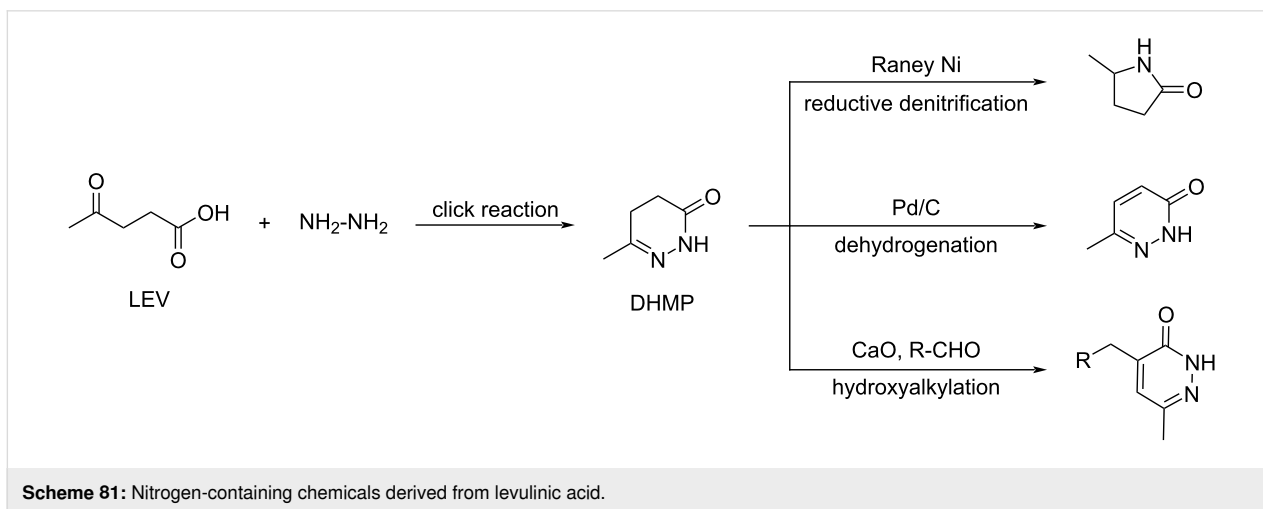 O
OH
O
LEV
+
NH2-NH2
click reaction
O
NH
N
DHMP
Raney Ni
reductive denitrification
H
N
O
Pd/C
dehydrogenation
O
NH
N
CaO, R-CHO
hydroxyalkylation
O
R
NH
N
Scheme 81: Nitrogen-containing chemicals derived from levulinic acid.